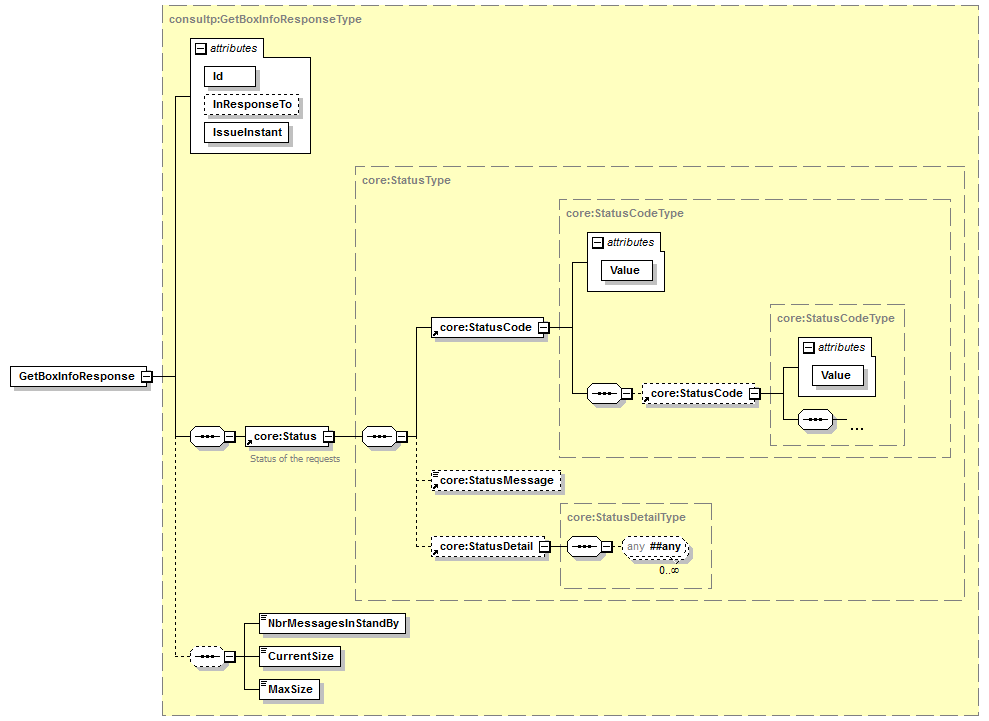 consultp:GetBoxInfoResponseType
attributes
Id
InResponseTo
IssueInstant
core:StatusType
core:StatusCodeType
attributes
Value
core:StatusCode
core:StatusCodeType
attributes
Value
GetBoxInfoResponse
core:StatusCode
...
core:Status
Status of the requests
core:StatusMessage
core:StatusDetailType
core:StatusDetail
any ##any
0..∞
NbrMessagesInStandBy
CurrentSize
MaxSize